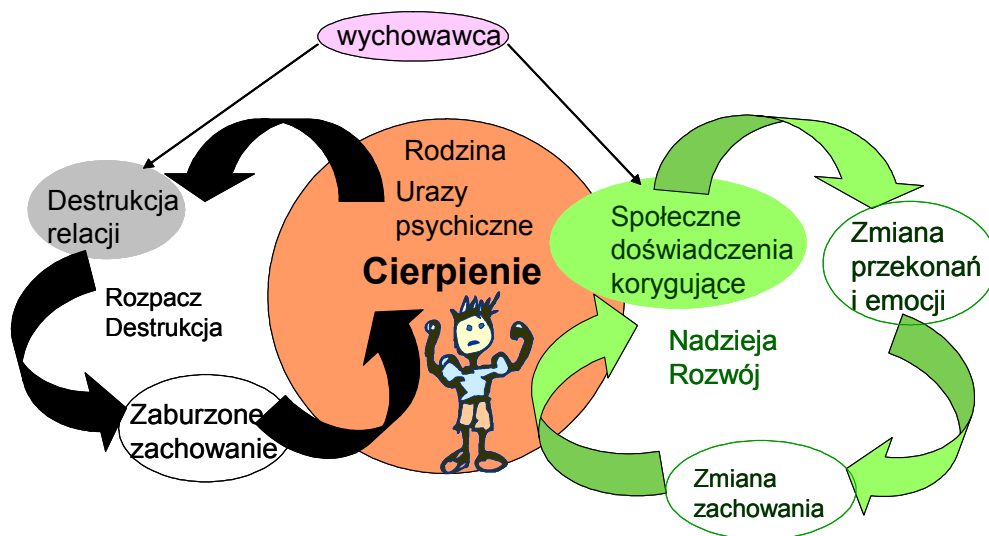 wychowawca
Rodzina
Urazy
psychiczne
Cierpienie
Destrukcja
relacji
Rozpacz
Destrukcja
Zaburzone
zachowanie
Społeczne
doświadczenia
korygujące
Zmiana
przekonań
i emocji
Nadzieja
Rozwój
Zmiana
zachowania